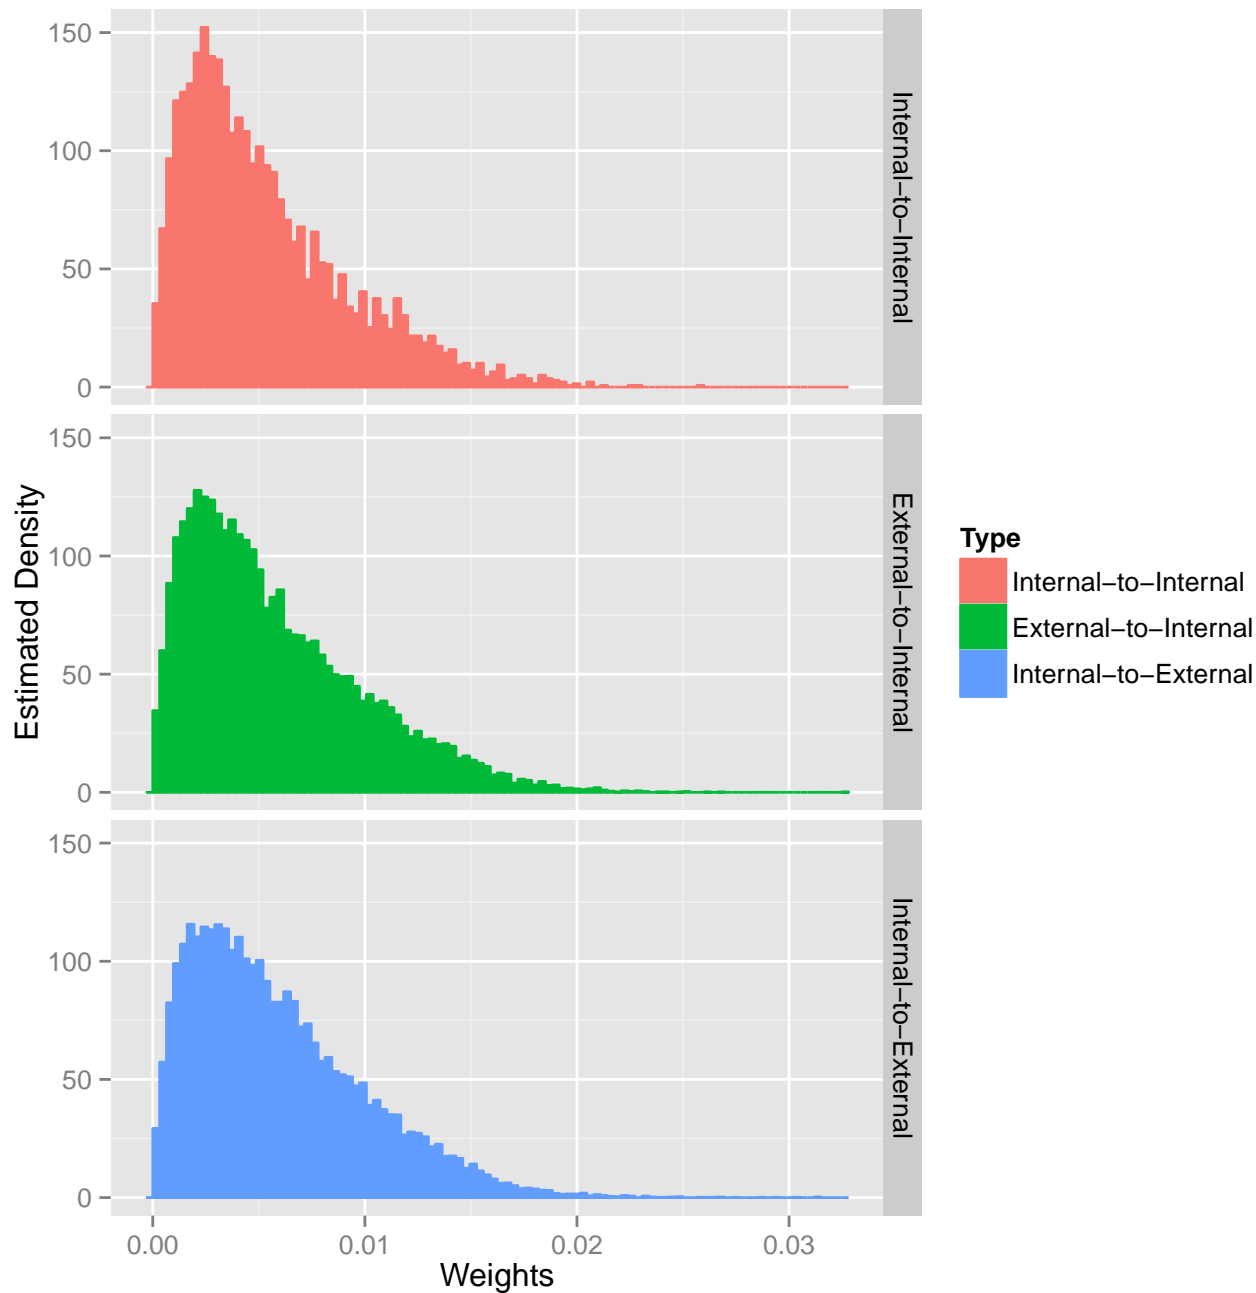 150
100
50
0
Internal−to−Internal
150
100
50
0
External−to−Internal
150
100
50
0
Internal−to−External
Estimated Density
0.00 0.01 0.02 0.03
Weights
Type
Internal−to−Internal
External−to−Internal
Internal−to−External